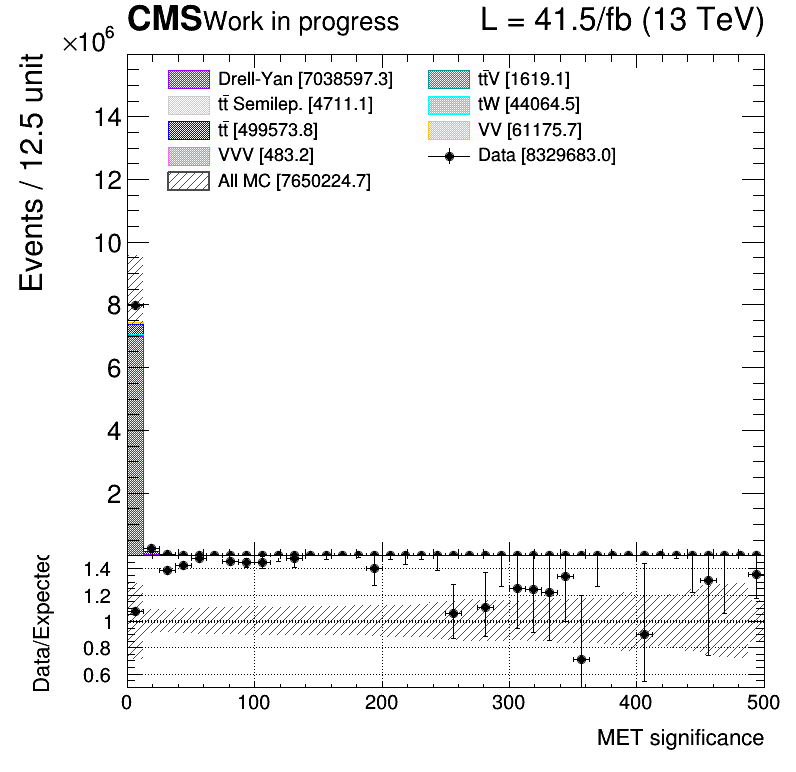 CMS Work in progress L = 41.5/fb (13 TeV)
×10⁶
Events / 12.5 unit
Drell-Yan [7038597.3]
tt̄ Semilep. [4711.1]
tt̄ [499573.8]
VVV [483.2]
All MC [7650224.7]
tt̄V [1619.1]
tW [44064.5]
VV [61175.7]
Data [8329683.0]
14
12
10
8
6
4
2
Data/Expected
1.4
1.2
1
0.8
0.6
0 100 200 300 400 500
MET significance